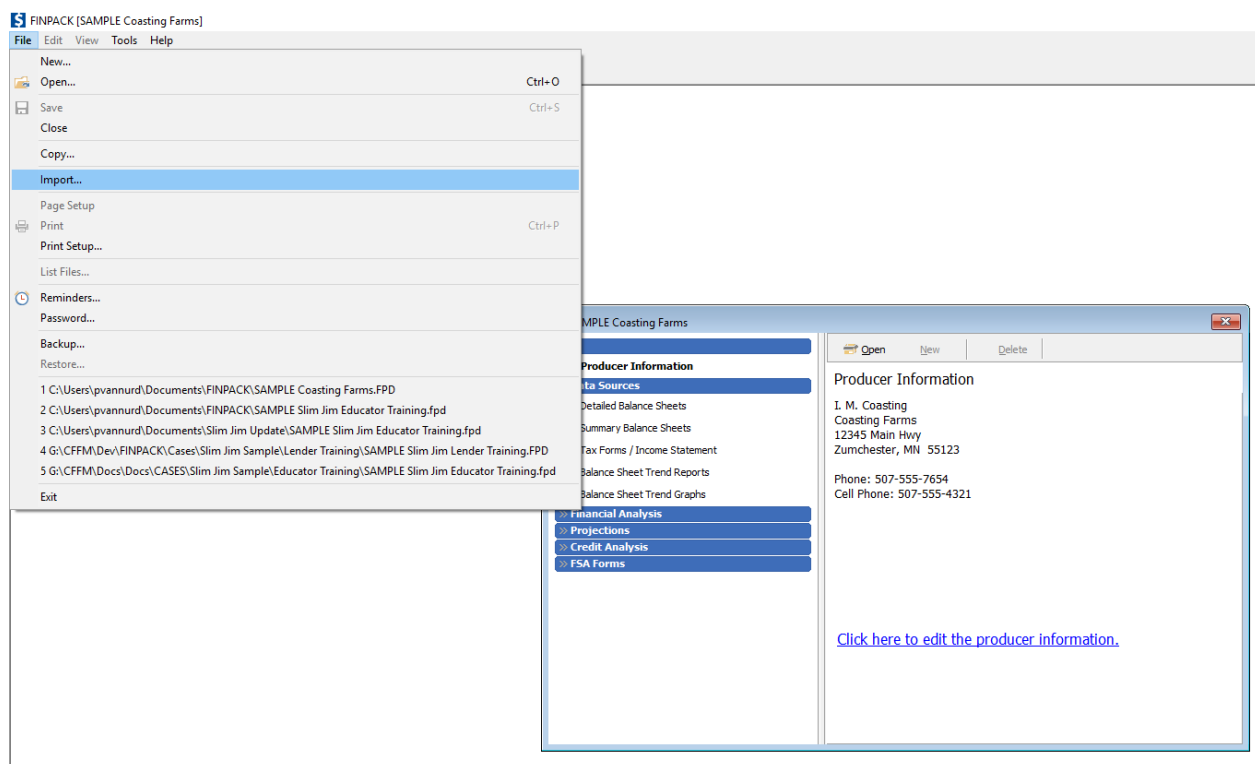 FINPACK [SAMPLE Coasting Farms]
File Edit View Tools Help
New...
Open... Ctrl+O
Save Ctrl+S
Close
Copy...
Import...
Page Setup
Print Ctrl+P
Print Setup...
List Files...
Reminders...
Password...
Backup...
Restore...
1 C:\Users\pvannurd\Documents\FINPACK\SAMPLE Coasting Farms.FPD
2 C:\Users\pvannurd\Documents\FINPACK\SAMPLE Slim Jim Educator Training.fpd
3 C:\Users\pvannurd\Documents\Slim Jim Update\SAMPLE Slim Jim Educator Training.fpd
4 G:\CFFM\Dev\FINPACK\Cases\Slim Jim Sample\Lender Training\SAMPLE Slim Jim Lender Training.FPD
5 G:\CFFM\Docs\Docs\CASES\Slim Jim Sample\Educator Training\SAMPLE Slim Jim Educator Training.fpd
Exit
MPLE Coasting Farms
Producer Information
ta Sources
Detailed Balance Sheets
Summary Balance Sheets
Tax Forms / Income Statement
Balance Sheet Trend Reports
Balance Sheet Trend Graphs
» Financial Analysis
» Projections
» Credit Analysis
» FSA Forms
Open New Delete
Producer Information
I. M. Coasting
Coasting Farms
12345 Main Hwy
Zumchester, MN 55123
Phone: 507-555-7654
Cell Phone: 507-555-4321
Click here to edit the producer information.